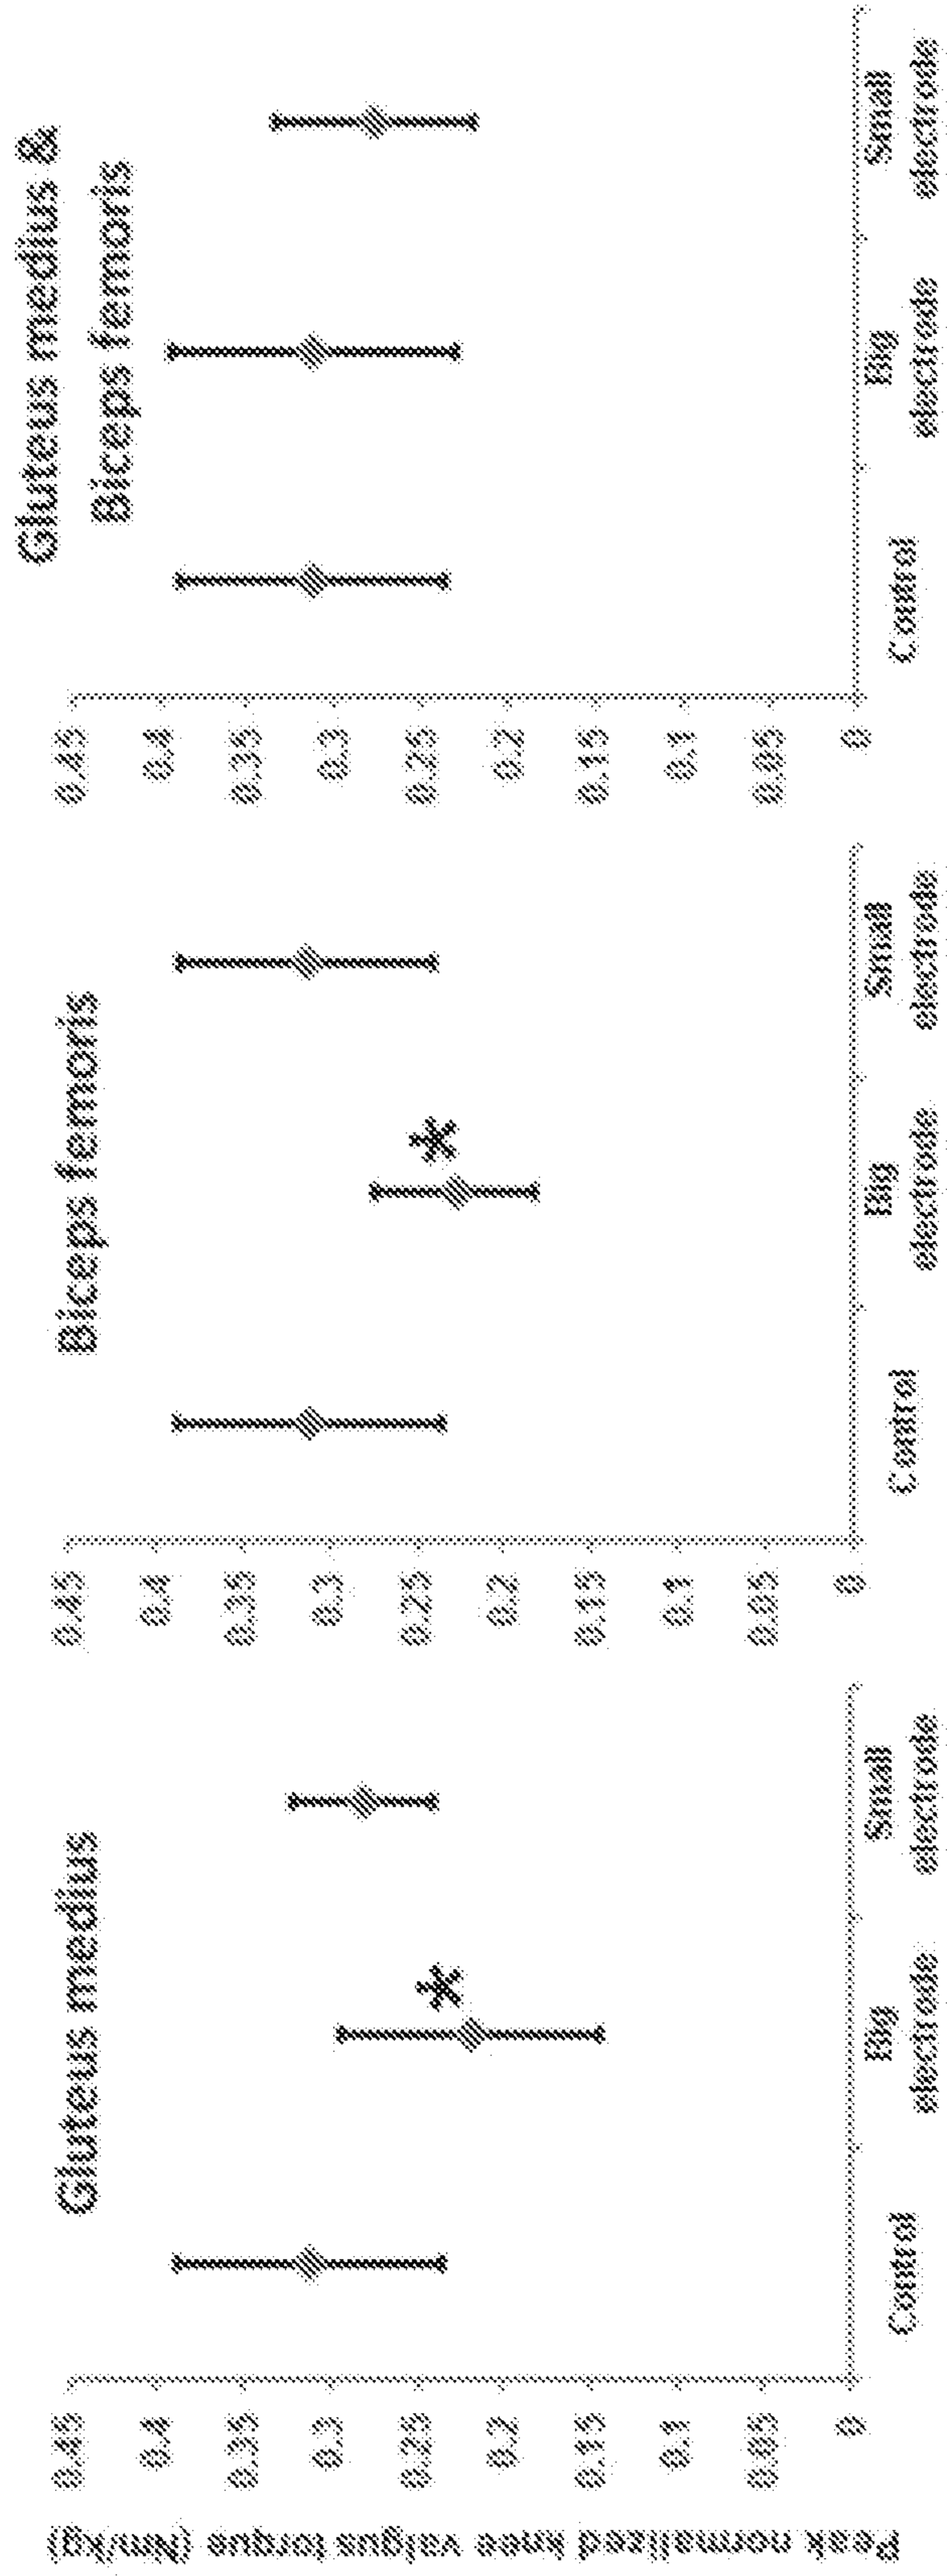 Peak normalized knee valgus torque (Nm/kg)
Gluteus medius
0.45
0.4
0.35
0.3
0.25
0.2
0.15
0.1
0.05
0
Control
Big
electrode
Small
electrode
*
Biceps femoris
0.45
0.4
0.35
0.3
0.25
0.2
0.15
0.1
0.05
0
Control
Big
electrode
Small
electrode
*
Gluteus medius &
Biceps femoris
0.45
0.4
0.35
0.3
0.25
0.2
0.15
0.1
0.05
0
Control
Big
electrode
Small
electrode